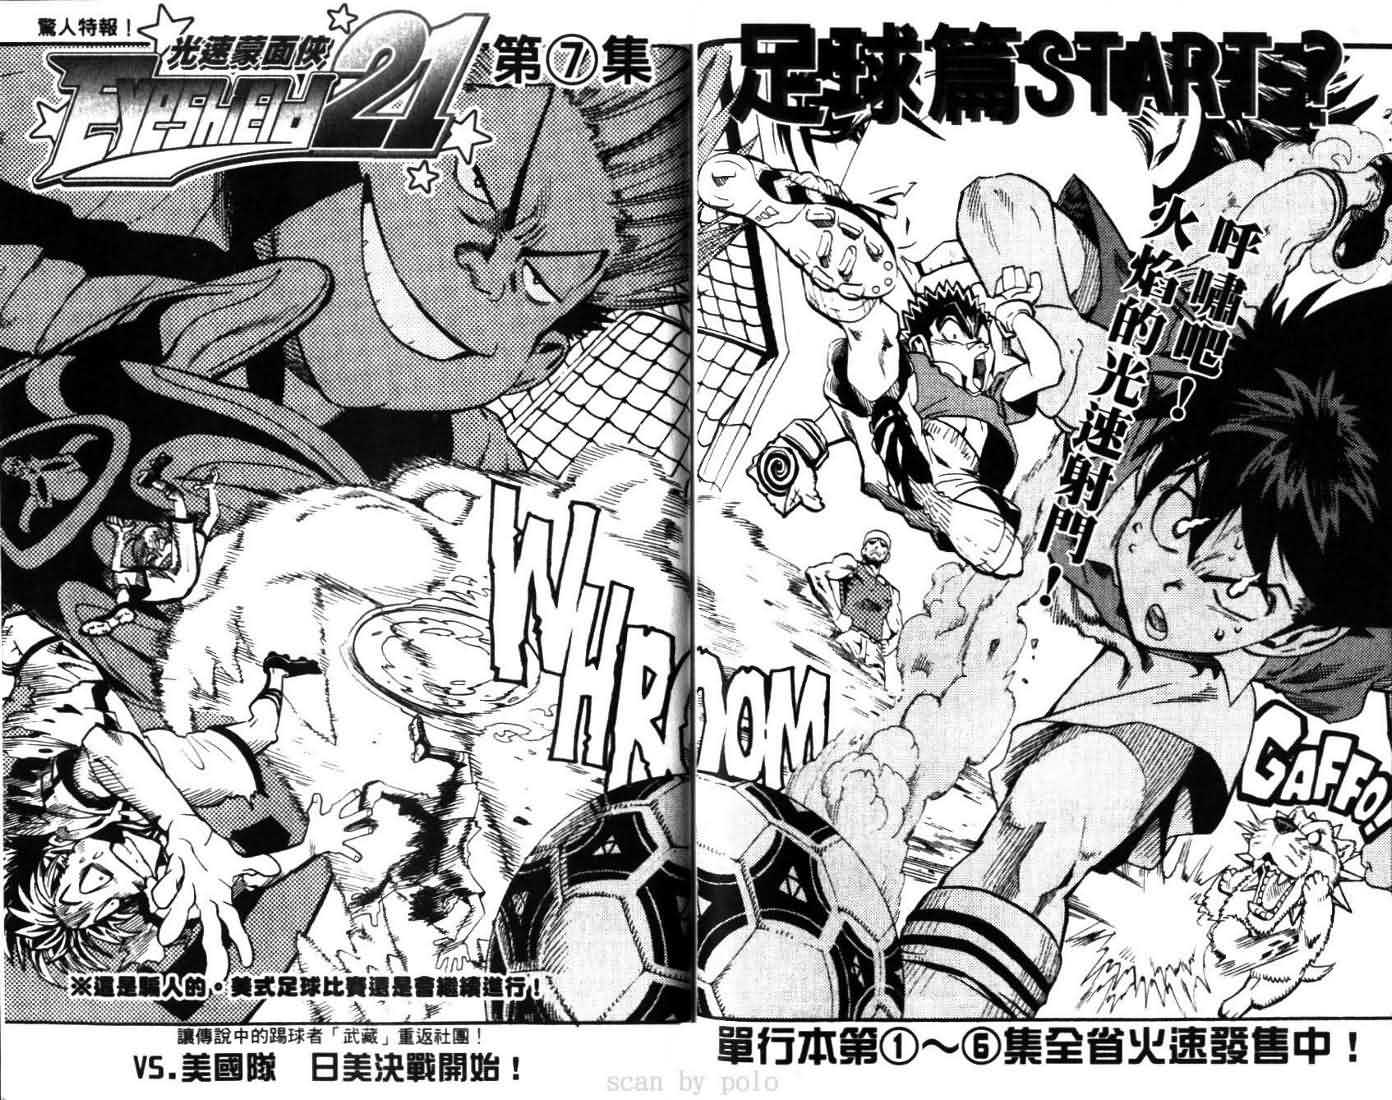 驚人特報！
光速蒙面俠
EYESHIELD 21
第⑦集
足球篇START！？
呼嘯吧！
火焰的光速射門！
WHROOM
GAFFO!
※這是騙人的。美式足球比賽還是會繼續進行！
讓傳說中的踢球者「武藏」重返社團！
VS.美國隊　日美決戰開始！
單行本第①～⑥集全省火速發售中！
scan by polo